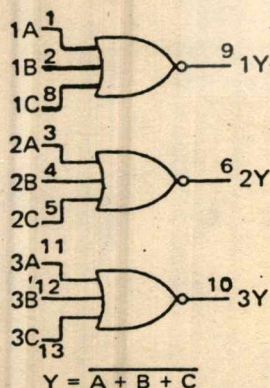 1A 1
1B 2
1C 8
9 1Y
2A 3
2B 4
2C 5
6 2Y
3A 11
3B 12
3C 13
10 3Y
Y = \overline{A + B + C}